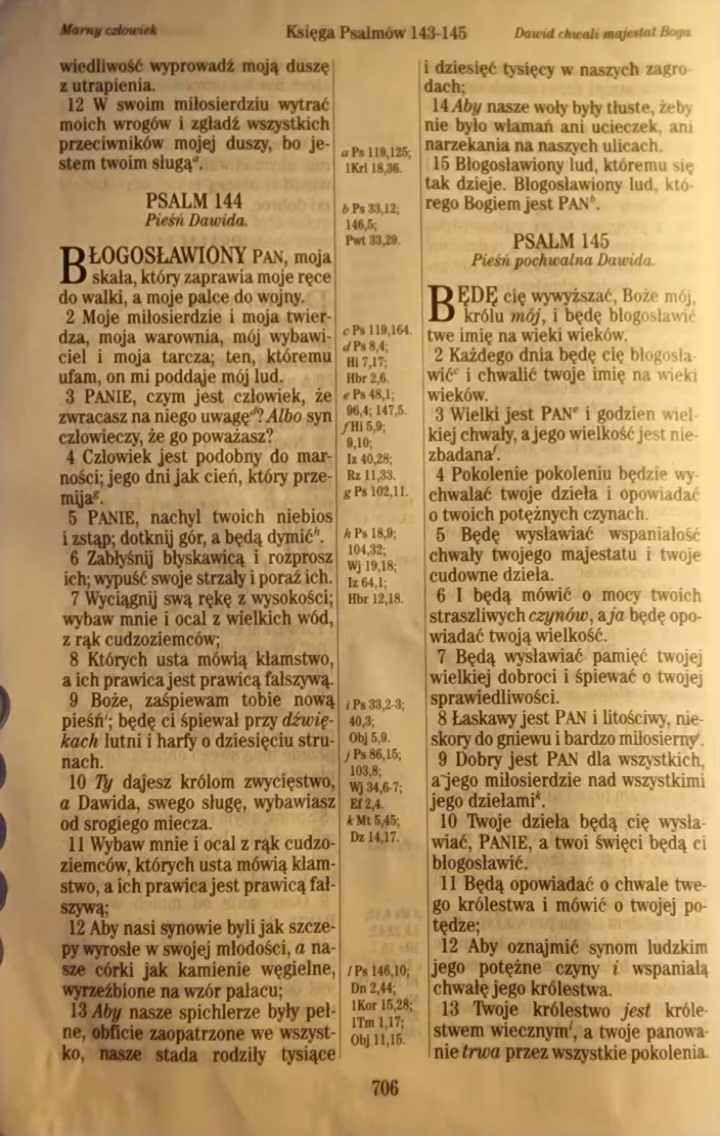 Marny człowiek
Księga Psalmów 143-145
Dawid chwali majestat Boga
wiedliwość wyprowadź moją duszę
z utrapienia.
12 W swoim miłosierdziu wytrać
moich wrogów i zgładź wszystkich
przeciwników mojej duszy, bo je-
stem twoim sługąᵃ.
PSALM 144
Pieśń Dawida.
BŁOGOSŁAWIONY PAN, moja
skała, który zaprawia moje ręce
do walki, a moje palce do wojny.
2 Moje miłosierdzie i moja twier-
dza, moja warownia, mój wybawi-
ciel i moja tarcza; ten, któremu
ufam, on mi poddaje mój lud.
3 PANIE, czym jest człowiek, że
zwracasz na niego uwagęᵈ? Albo syn
człowieczy, że go poważasz?
4 Człowiek jest podobny do mar-
ności; jego dni jak cień, który prze-
mijaᵍ.
5 PANIE, nachyl twoich niebios
i zstąp; dotknij gór, a będą dymićʰ.
6 Zabłyśnij błyskawicą i rozprosz
ich; wypuść swoje strzały i poraź ich.
7 Wyciągnij swą rękę z wysokości;
wybaw mnie i ocal z wielkich wód,
z rąk cudzoziemców;
8 Których usta mówią kłamstwo,
a ich prawica jest prawicą fałszywą.
9 Boże, zaśpiewam tobie nową
pieśńⁱ; będę ci śpiewał przy dźwię-
kach lutni i harfy o dziesięciu stru-
nach.
10 Ty dajesz królom zwycięstwo,
a Dawida, swego sługę, wybawiasz
od srogiego miecza.
11 Wybaw mnie i ocal z rąk cudzo-
ziemców, których usta mówią kłam-
stwo, a ich prawica jest prawicą fał-
szywą;
12 Aby nasi synowie byli jak szcze-
py wyrosłe w swojej młodości, a na-
sze córki jak kamienie węgielne,
wyrzeźbione na wzór pałacu;
13 Aby nasze spichlerze były peł-
ne, obficie zaopatrzone we wszyst-
ko, nasze stada rodziły tysiące
a Ps 119,125;
1Krl 18,36.
b Ps 33,12;
146,5;
Pwt 33,29.
c Ps 119,164.
d Ps 8,4;
Hi 7,17;
Hbr 2,6.
e Ps 48,1;
96,4; 147,5.
f Hi 5,9;
9,10;
Iz 40,28;
Rz 11,33.
g Ps 102,11.
h Ps 18,9;
104,32;
Wj 19,18;
Iz 64,1;
Hbr 12,18.
i Ps 33,2-3;
40,3;
Obj 5,9.
j Ps 86,15;
103,8;
Wj 34,6-7;
Ef 2,4.
k Mt 5,45;
Dz 14,17.
l Ps 146,10;
Dn 2,44;
1Kor 15,28;
1Tm 1,17;
Obj 11,15.
i dziesięć tysięcy w naszych zagro-
dach;
14 Aby nasze woły były tłuste, żeby
nie było włamań ani ucieczek, ani
narzekania na naszych ulicach.
15 Błogosławiony lud, któremu się
tak dzieje. Błogosławiony lud, któ-
rego Bogiem jest PANᵇ.
PSALM 145
Pieśń pochwalna Dawida.
BĘDĘ cię wywyższać, Boże mój,
królu mój, i będę błogosławić
twe imię na wieki wieków.
2 Każdego dnia będę cię błogosła-
wićᶜ i chwalić twoje imię na wieki
wieków.
3 Wielki jest PANᵉ i godzien wiel-
kiej chwały, a jego wielkość jest nie-
zbadanaᶠ.
4 Pokolenie pokoleniu będzie wy-
chwalać twoje dzieła i opowiadać
o twoich potężnych czynach.
5 Będę wysławiać wspaniałość
chwały twojego majestatu i twoje
cudowne dzieła.
6 I będą mówić o mocy twoich
straszliwych czynów, a ja będę opo-
wiadać twoją wielkość.
7 Będą wysławiać pamięć twojej
wielkiej dobroci i śpiewać o twojej
sprawiedliwości.
8 Łaskawy jest PAN i litościwy, nie-
skory do gniewu i bardzo miłosiernyʲ.
9 Dobry jest PAN dla wszystkich,
a jego miłosierdzie nad wszystkimi
jego dziełamiᵏ.
10 Twoje dzieła będą cię wysła-
wiać, PANIE, a twoi święci będą ci
błogosławić.
11 Będą opowiadać o chwale twe-
go królestwa i mówić o twojej po-
tędze;
12 Aby oznajmić synom ludzkim
jego potężne czyny i wspaniałą
chwałę jego królestwa.
13 Twoje królestwo jest króle-
stwem wiecznymˡ, a twoje panowa-
nie trwa przez wszystkie pokolenia.
706